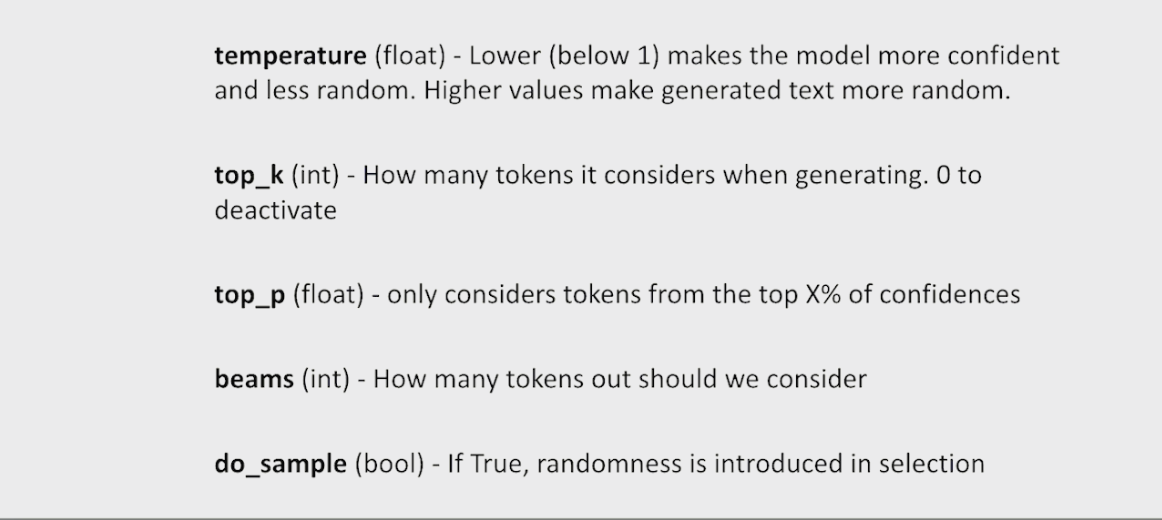 temperature (float) - Lower (below 1) makes the model more confident
and less random. Higher values make generated text more random.
top_k (int) - How many tokens it considers when generating. 0 to
deactivate
top_p (float) - only considers tokens from the top X% of confidences
beams (int) - How many tokens out should we consider
do_sample (bool) - If True, randomness is introduced in selection